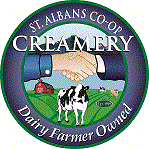 ST. ALBANS CO-OP
CREAMERY
Dairy Farmer Owned